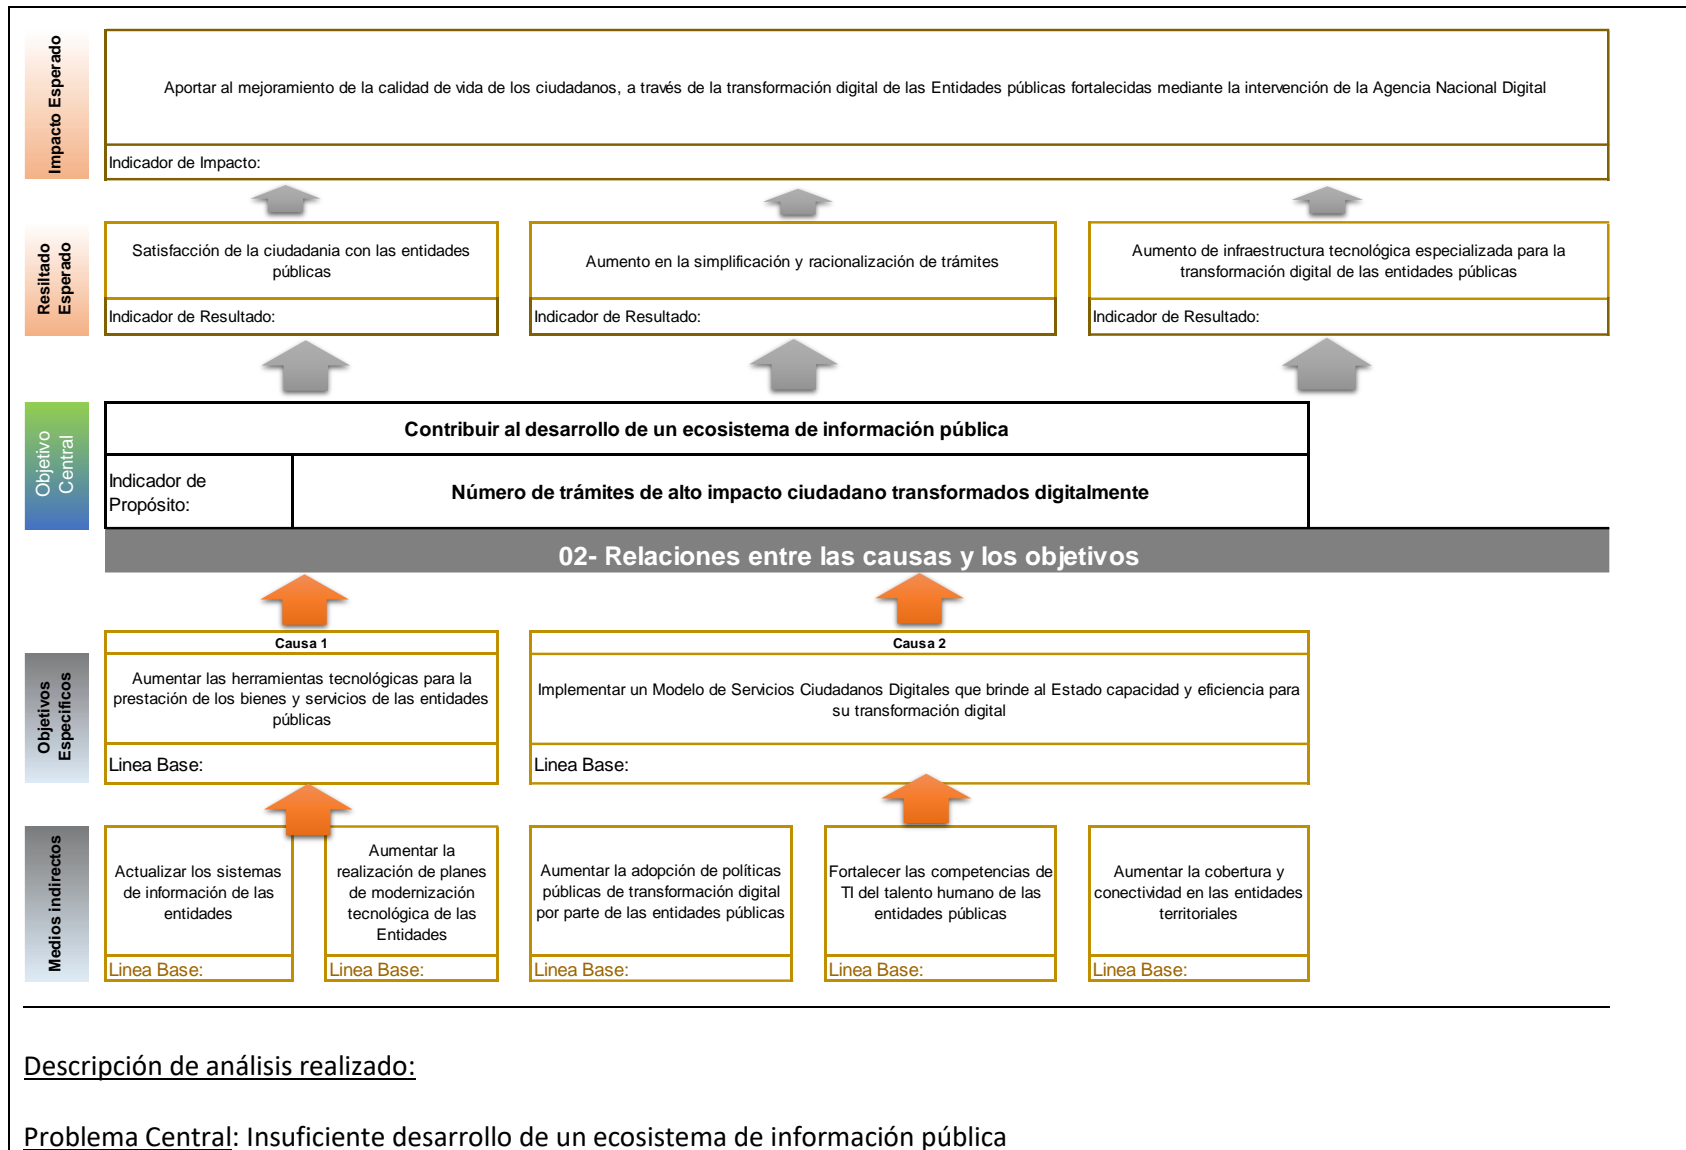 Impacto Esperado
Aportar al mejoramiento de la calidad de vida de los ciudadanos, a través de la transformación digital de las Entidades públicas fortalecidas mediante la intervención de la Agencia Nacional Digital
Indicador de Impacto:
Resiltado
Esperado
Satisfacción de la ciudadania con las entidades
públicas
Indicador de Resultado:
Aumento en la simplificación y racionalización de trámites
Indicador de Resultado:
Aumento de infraestructura tecnológica especializada para la
transformación digital de las entidades públicas
Indicador de Resultado:
Objetivo
Central
Contribuir al desarrollo de un ecosistema de información pública
Indicador de
Propósito:
Número de trámites de alto impacto ciudadano transformados digitalmente
02- Relaciones entre las causas y los objetivos
Objetivos
Específicos
Causa 1
Aumentar las herramientas tecnológicas para la
prestación de los bienes y servicios de las entidades
públicas
Linea Base:
Causa 2
Implementar un Modelo de Servicios Ciudadanos Digitales que brinde al Estado capacidad y eficiencia para
su transformación digital
Linea Base:
Medios indirectos
Actualizar los sistemas
de información de las
entidades
Linea Base:
Aumentar la
realización de planes
de modernización
tecnológica de las
Entidades
Linea Base:
Aumentar la adopción de políticas
públicas de transformación digital
por parte de las entidades públicas
Linea Base:
Fortalecer las competencias de
TI del talento humano de las
entidades públicas
Linea Base:
Aumentar la cobertura y
conectividad en las entidades
territoriales
Linea Base:
Descripción de análisis realizado:
Problema Central: Insuficiente desarrollo de un ecosistema de información pública